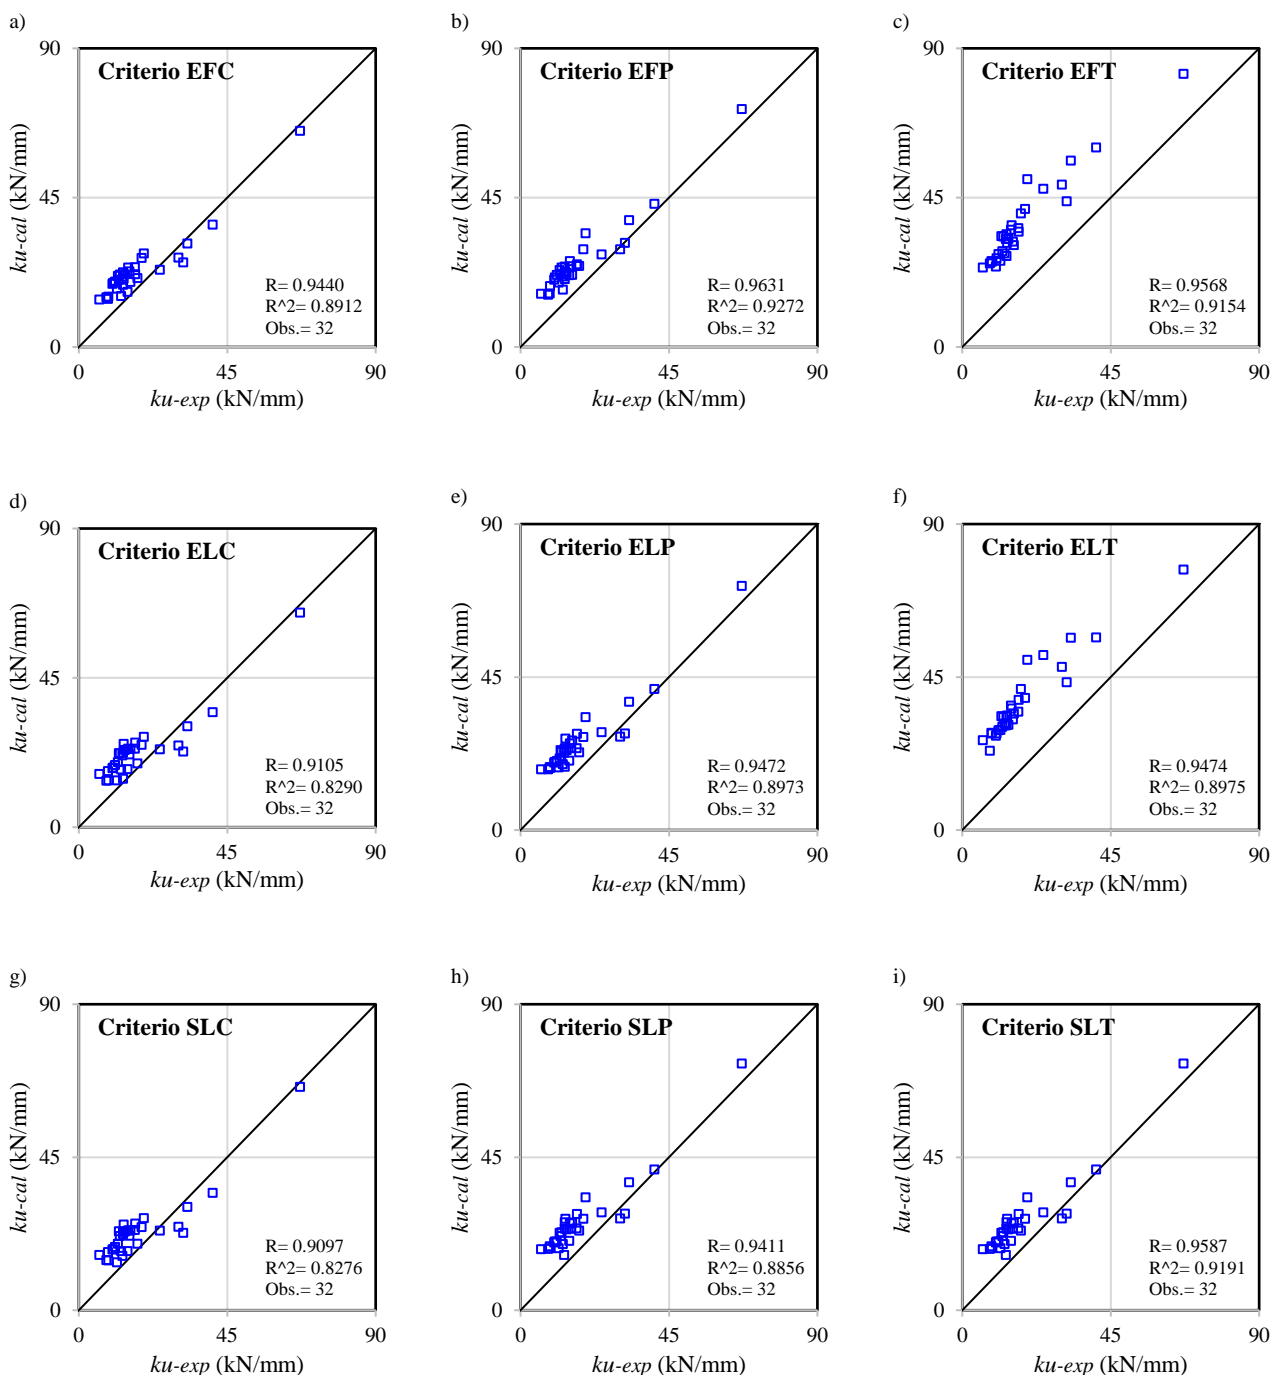 a)
90
Criterio EFC
45
ku-cal (kN/mm)
R= 0.9440
R^2= 0.8912
Obs.= 32
0
0 45 90
ku-exp (kN/mm)
b)
90
Criterio EFP
45
ku-cal (kN/mm)
R= 0.9631
R^2= 0.9272
Obs.= 32
0
0 45 90
ku-exp (kN/mm)
c)
90
Criterio EFT
45
ku-cal (kN/mm)
R= 0.9568
R^2= 0.9154
Obs.= 32
0
0 45 90
ku-exp (kN/mm)
d)
90
Criterio ELC
45
ku-cal (kN/mm)
R= 0.9105
R^2= 0.8290
Obs.= 32
0
0 45 90
ku-exp (kN/mm)
e)
90
Criterio ELP
45
ku-cal (kN/mm)
R= 0.9472
R^2= 0.8973
Obs.= 32
0
0 45 90
ku-exp (kN/mm)
f)
90
Criterio ELT
45
ku-cal (kN/mm)
R= 0.9474
R^2= 0.8975
Obs.= 32
0
0 45 90
ku-exp (kN/mm)
g)
90
Criterio SLC
45
ku-cal (kN/mm)
R= 0.9097
R^2= 0.8276
Obs.= 32
0
0 45 90
ku-exp (kN/mm)
h)
90
Criterio SLP
45
ku-cal (kN/mm)
R= 0.9411
R^2= 0.8856
Obs.= 32
0
0 45 90
ku-exp (kN/mm)
i)
90
Criterio SLT
45
ku-cal (kN/mm)
R= 0.9587
R^2= 0.9191
Obs.= 32
0
0 45 90
ku-exp (kN/mm)